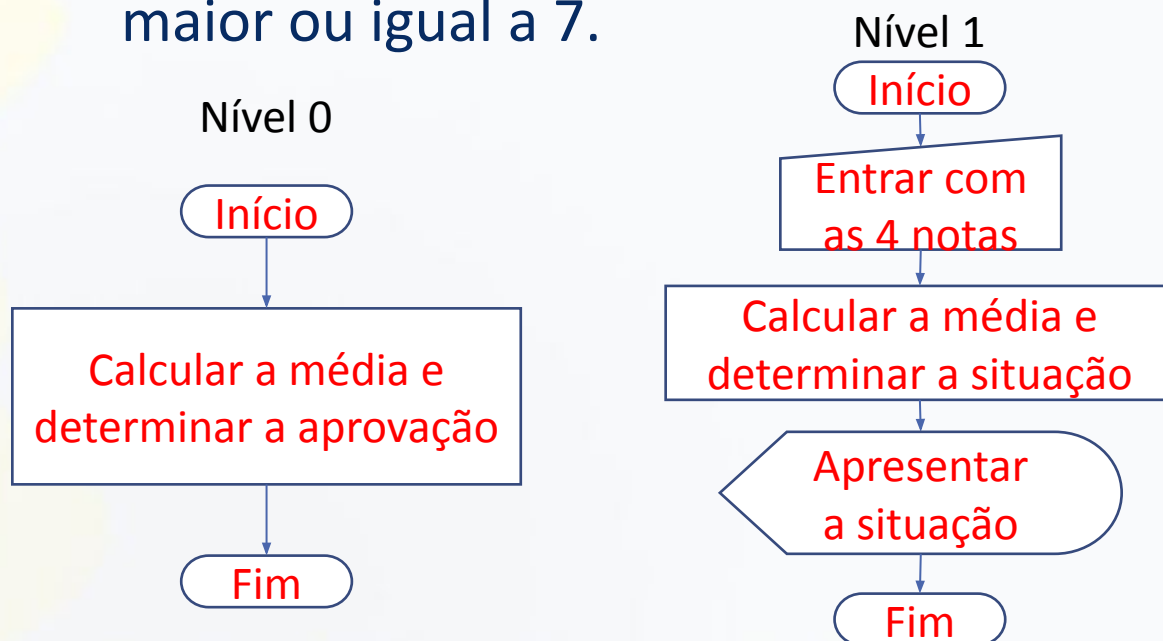 maior ou igual a 7.
Nível 0
Início
Calcular a média e
determinar a aprovação
Fim
Nível 1
Início
Entrar com
as 4 notas
Calcular a média e
determinar a situação
Apresentar
a situação
Fim